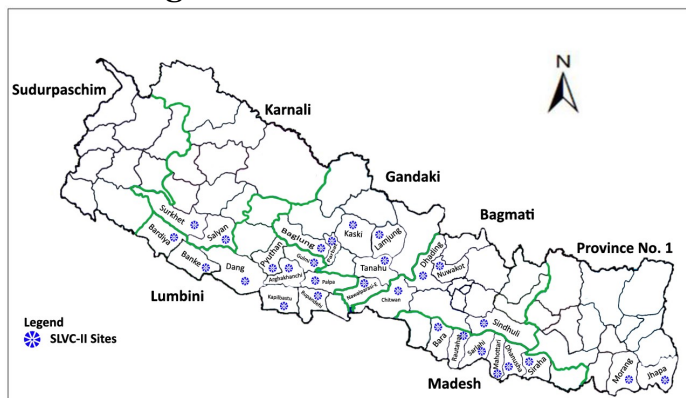 Sudurpaschim
Karnali
N
Gandaki
Bagmati
Province No. 1
Surkhet
Salyan
Bardiya
Banke
Dang
Pyuthan
Arghakhanchi
Gulmi
Baglung
Parbat
Kaski
Lamjung
Tanahu
Palpa
Kapilbastu
Rupandehi
Nawalparasi-E
Chitwan
Dhading
Nuwakot
Sindhuli
Bara
Rautahat
Sarlahi
Mahottari
Dhanusha
Siraha
Morang
Jhapa
Lumbini
Madesh
Legend
SLVC-II Sites